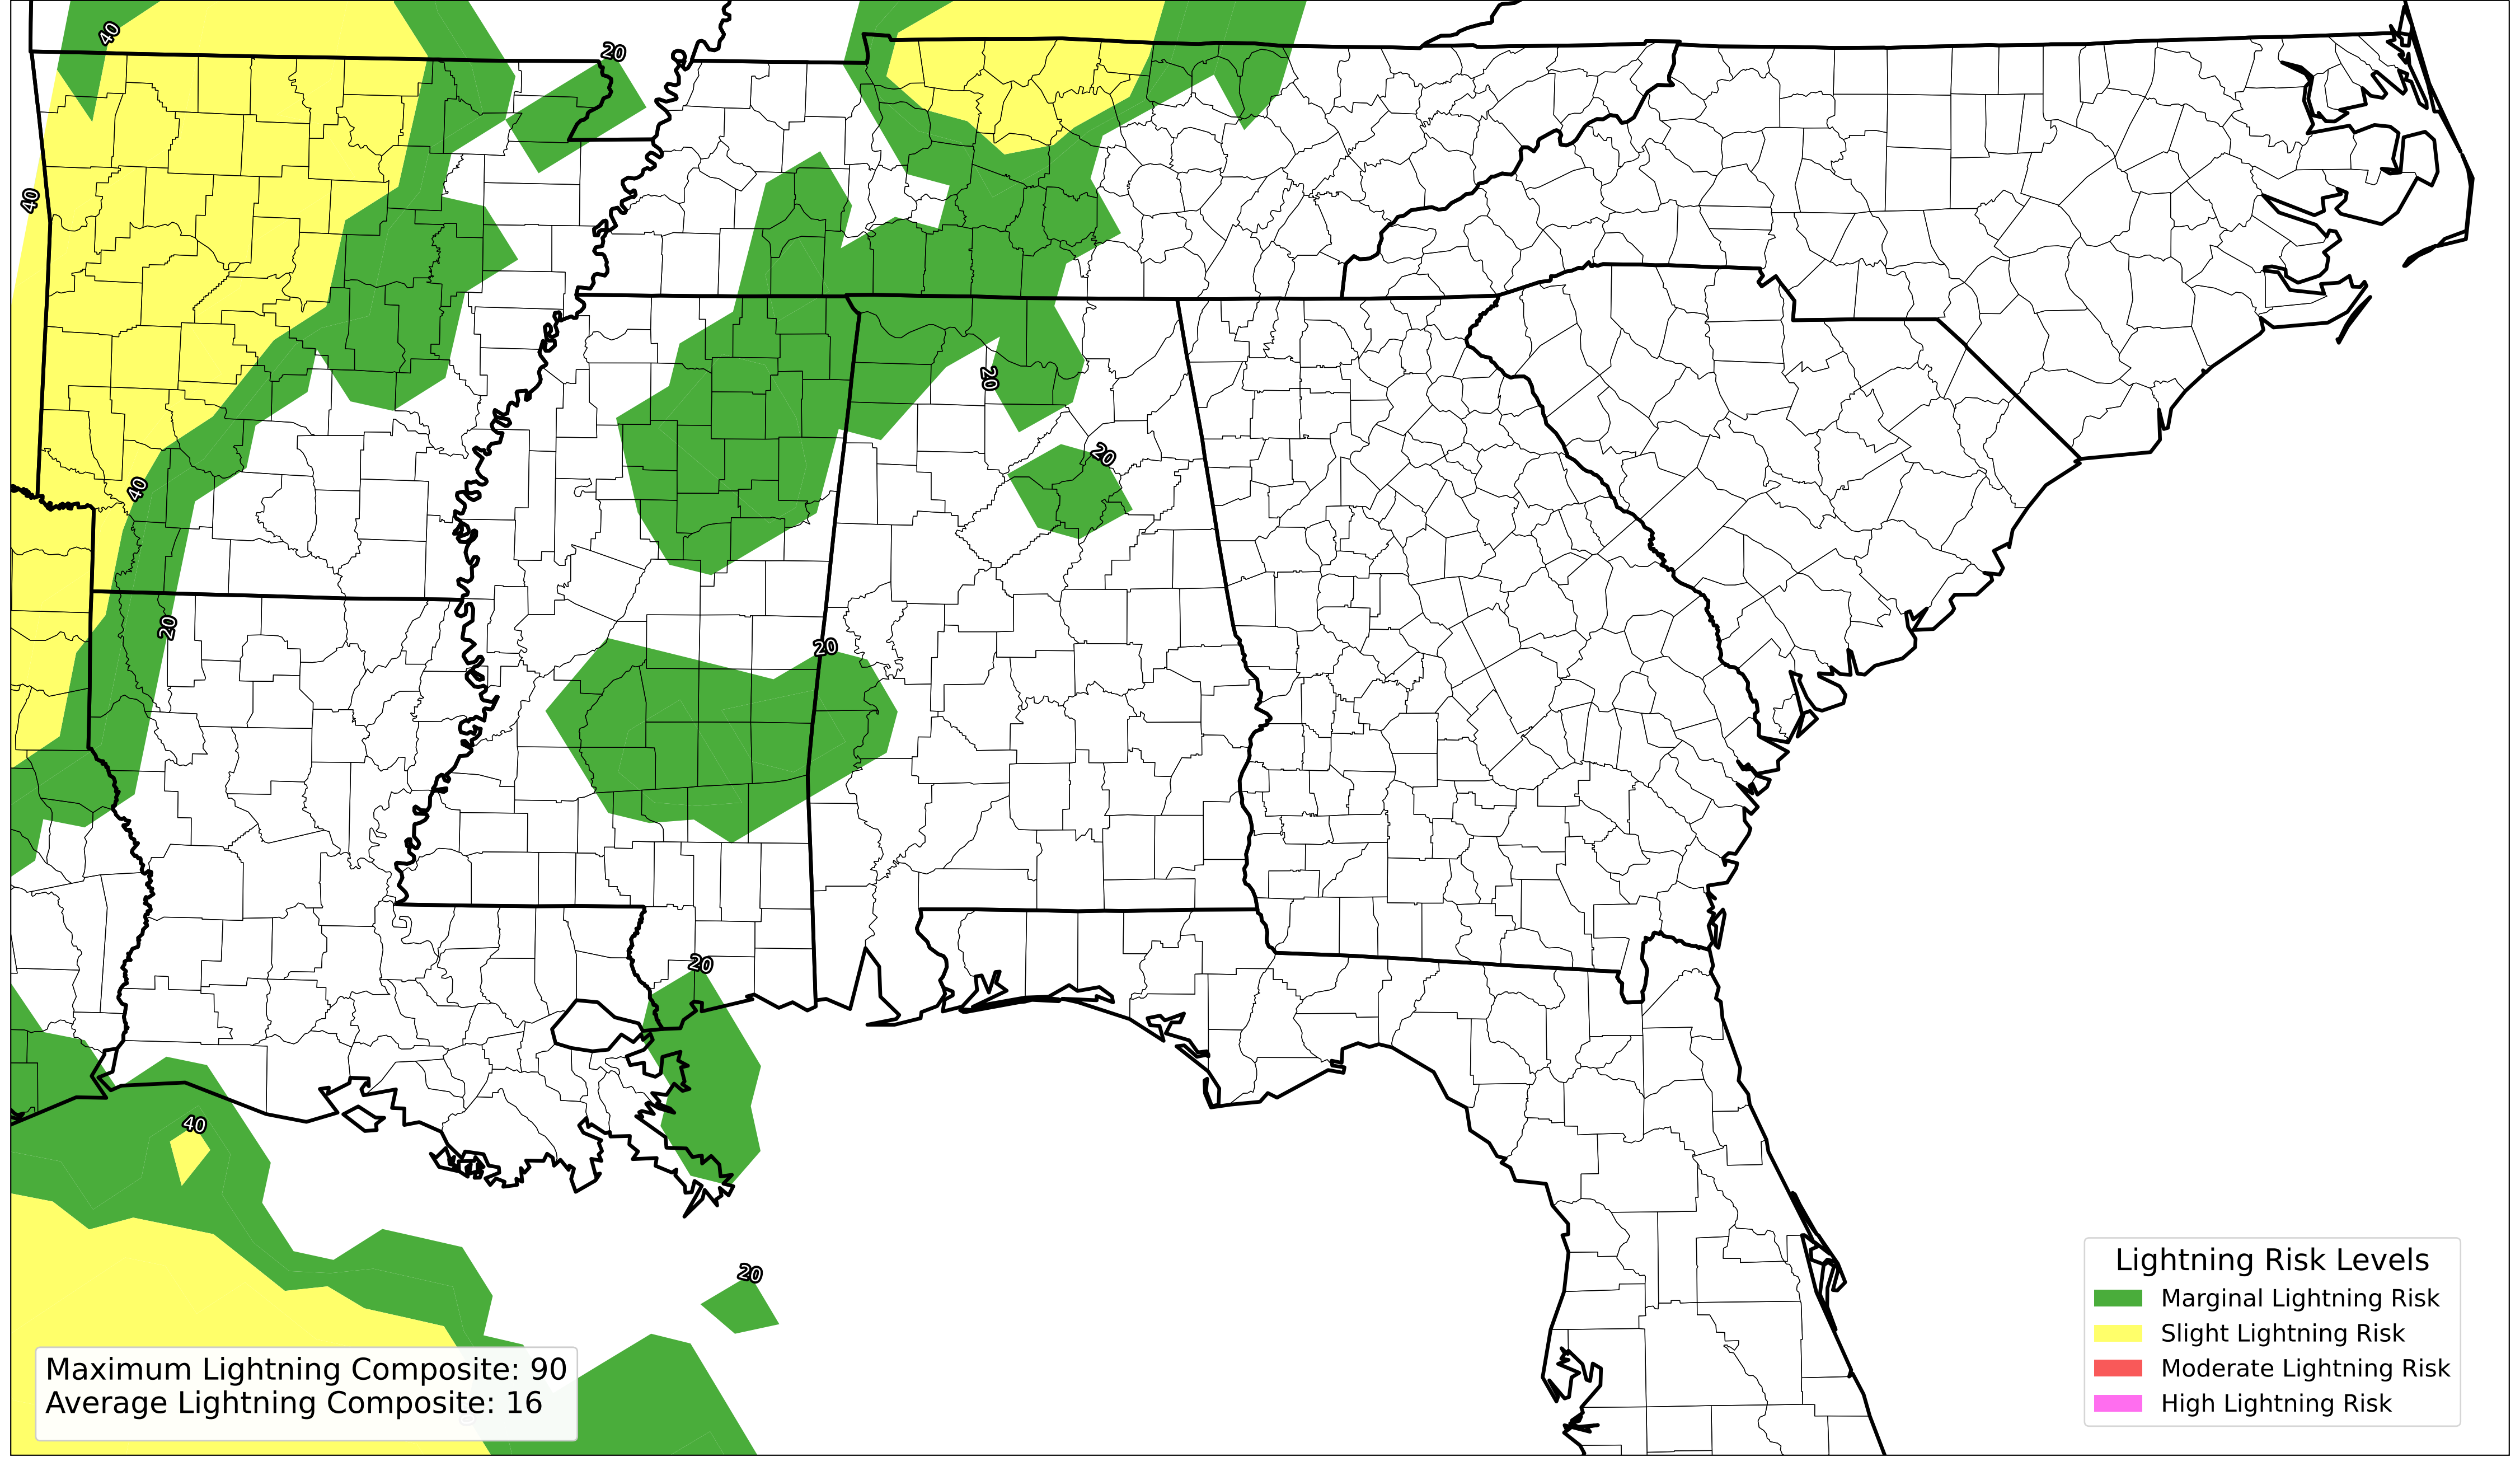 40
20
40
20
20
40
20
20
20
40
20
Lightning Risk Levels
Marginal Lightning Risk
Slight Lightning Risk
Moderate Lightning Risk
High Lightning Risk
Maximum Lightning Composite: 90
Average Lightning Composite: 16